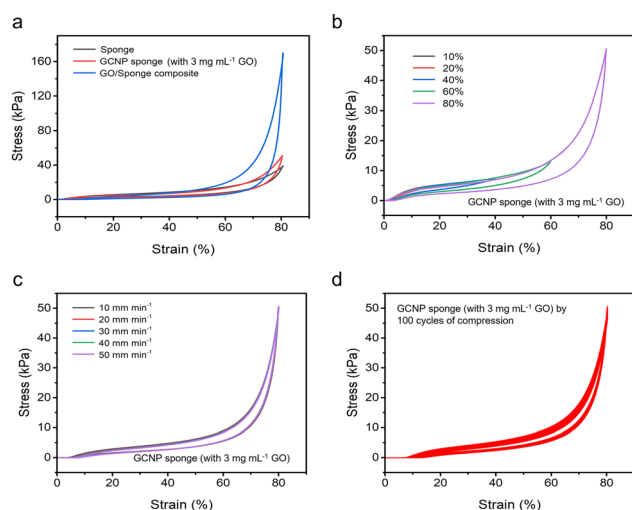 a
Stress (kPa)
160
120
80
40
0
Sponge
GCNP sponge (with 3 mg mL⁻¹ GO)
GO/Sponge composite
0 10 20 30 40 50 60 70 80
Strain (%)
b
Stress (kPa)
50
40
30
20
10
0
10%
20%
40%
60%
80%
GCNP sponge (with 3 mg mL⁻¹ GO)
0 20 40 60 80
Strain (%)
c
Stress (kPa)
50
40
30
20
10
0
10 mm min⁻¹
20 mm min⁻¹
30 mm min⁻¹
40 mm min⁻¹
50 mm min⁻¹
GCNP sponge (with 3 mg mL⁻¹ GO)
0 20 40 60 80
Strain (%)
d
Stress (kPa)
50
40
30
20
10
0
GCNP sponge (with 3 mg mL⁻¹ GO) by
100 cycles of compression
0 20 40 60 80
Strain (%)